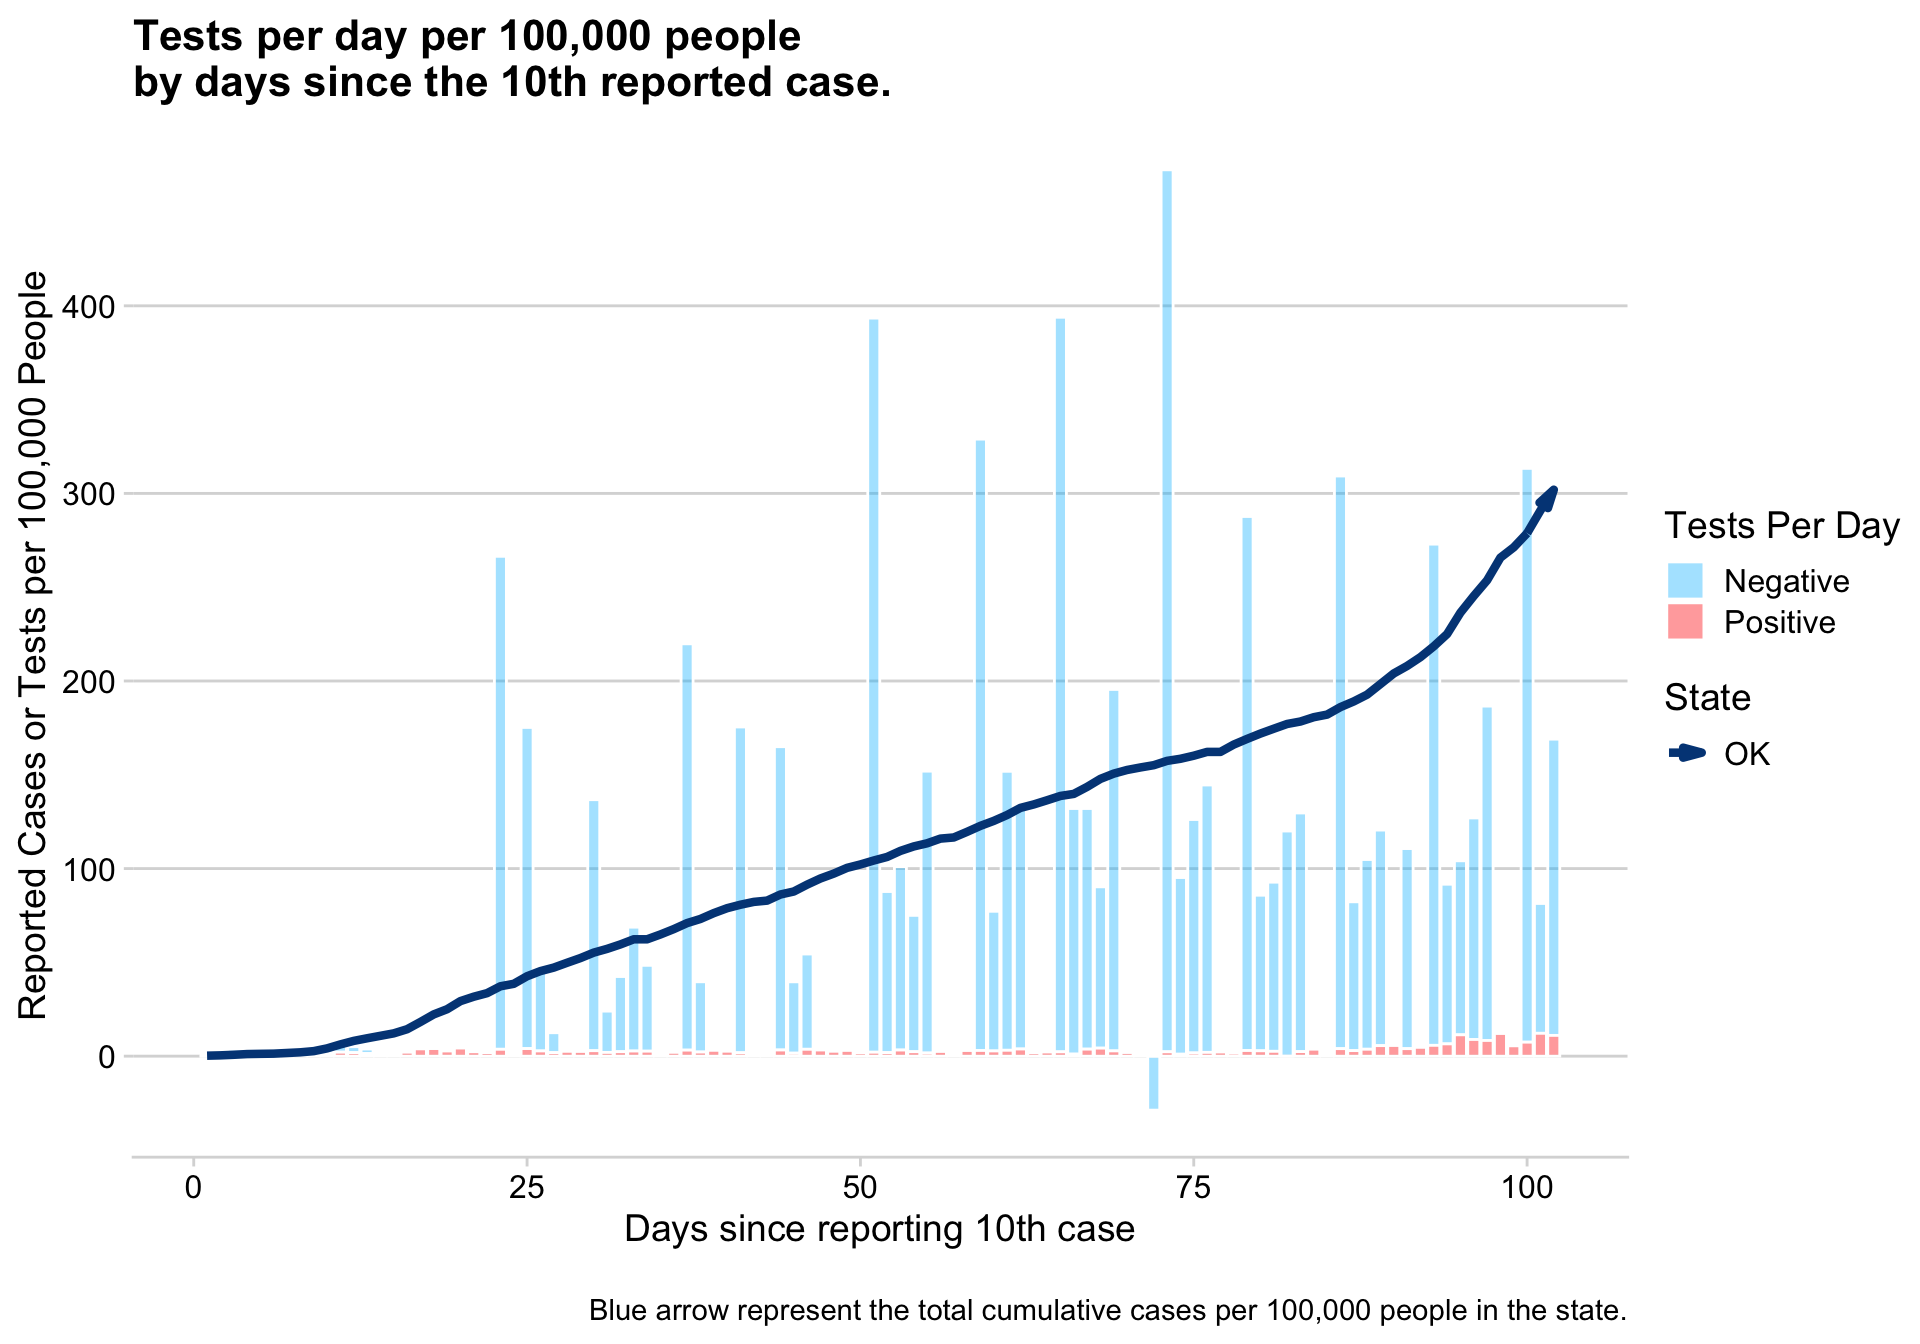 Tests per day per 100,000 people
by days since the 10th reported case.
Reported Cases or Tests per 100,000 People
400
300
200
100
0
0 25 50 75 100
Days since reporting 10th case
Tests Per Day
Negative
Positive
State
OK
Blue arrow represent the total cumulative cases per 100,000 people in the state.